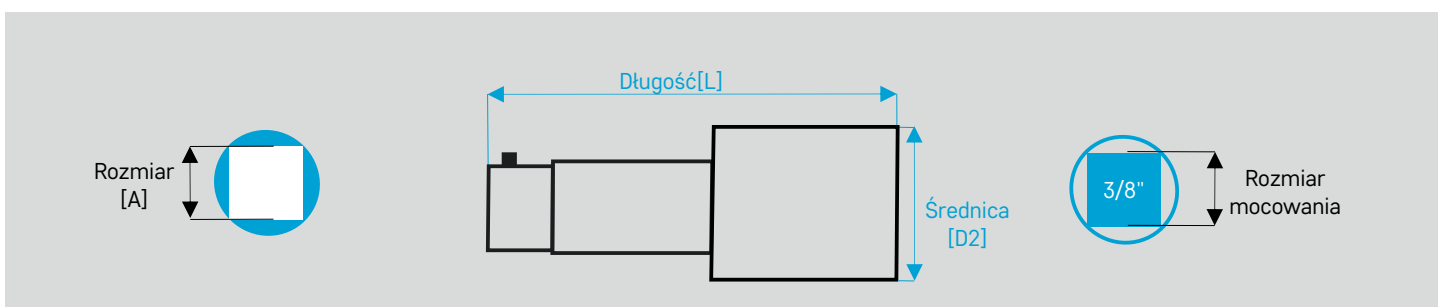 Długość[L]
Rozmiar
[A]
Średnica
[D2]
3/8"
Rozmiar
mocowania